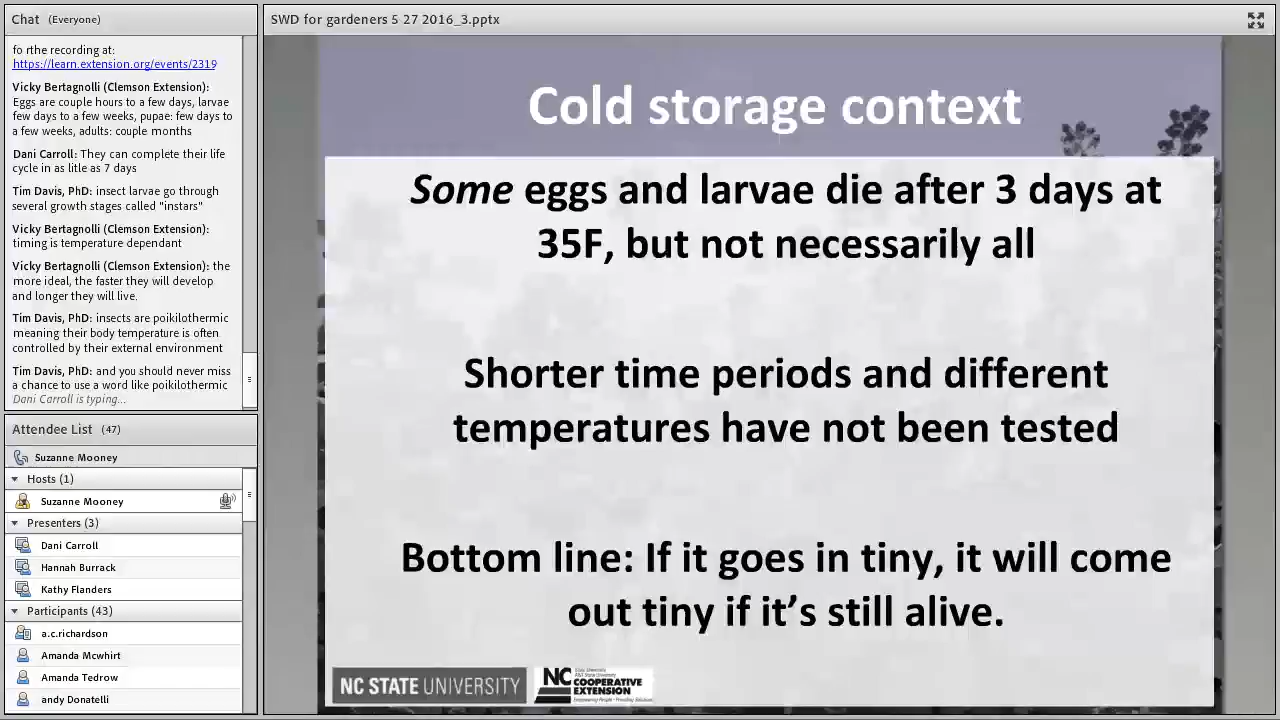 Chat (Everyone)
fo rthe recording at:
https://learn.extension.org/events/2319
Vicky Bertagnolli (Clemson Extension):
Eggs are couple hours to a few days, larvae
few day to a few weeks, pupae: few days to
a few weeks, adults: couple months
Dani Carroll: They can complete their life
cycle in as litle as 7 days
Tim Davis, PhD: insect larvae go through
several growth stages called "instars"
Vicky Bertagnolli (Clemson Extension):
timing is temperature dependant
Vicky Bertagnolli (Clemson Extension): the
more ideal, the faster they will develop
and longer they will live.
Tim Davis, PhD: insects are poikilothermic
meaning their body temperature is often
controlled by their external environment
Tim Davis, PhD: and you should never miss
a chance to use a word like poikilothermic
Dani Carroll is typing...
Attendee List (47)
Suzanne Mooney
Hosts (1)
Suzanne Mooney
Presenters (3)
Dani Carroll
Hannah Burrack
Kathy Flanders
Participants (43)
a.c.richardson
Amanda Mcwhirt
Amanda Tedrow
andy Donatelli
SWD for gardeners 5 27 2016_3.pptx
Cold storage context
Some eggs and larvae die after 3 days at
35F, but not necessarily all
Shorter time periods and different
temperatures have not been tested
Bottom line: If it goes in tiny, it will come
out tiny if it’s still alive.
NC STATE UNIVERSITY
NC
COOPERATIVE
EXTENSION